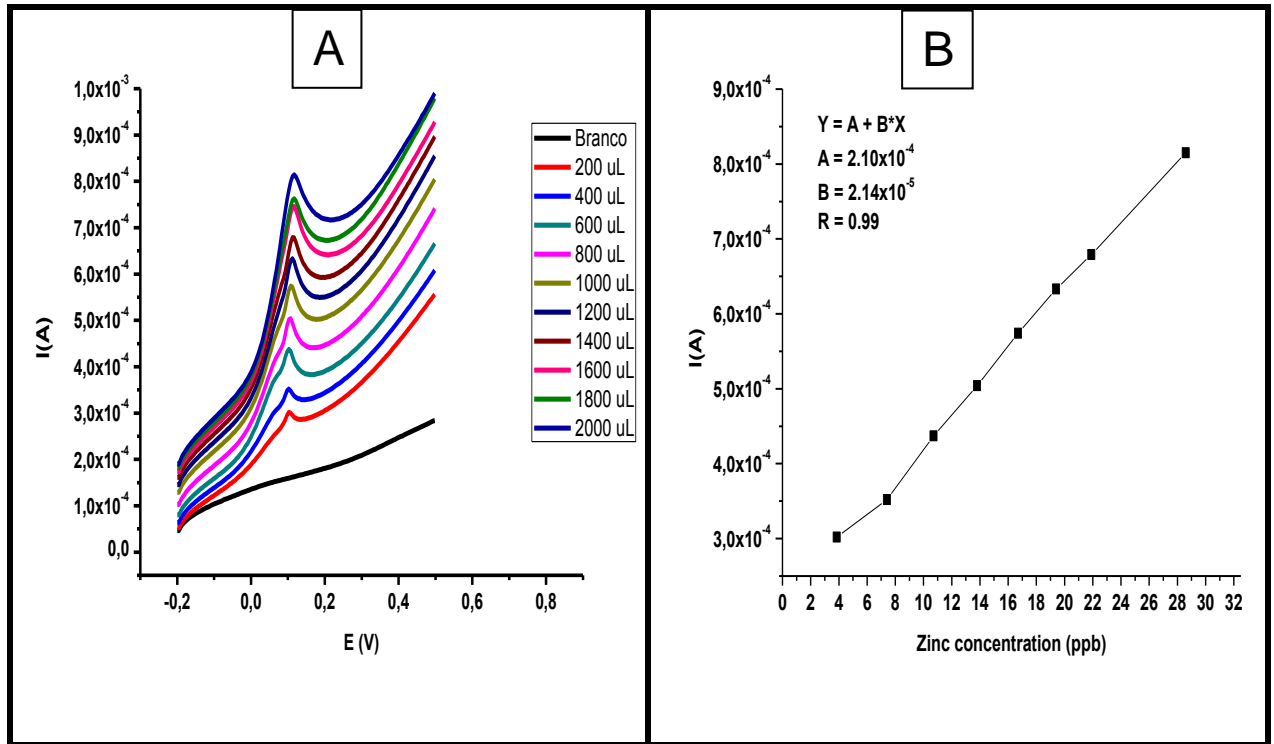 A
1,0x10⁻³
9,0x10⁻⁴
8,0x10⁻⁴
7,0x10⁻⁴
6,0x10⁻⁴
5,0x10⁻⁴
4,0x10⁻⁴
3,0x10⁻⁴
2,0x10⁻⁴
1,0x10⁻⁴
0,0
I(A)
-0,2 0,0 0,2 0,4 0,6 0,8
E (V)
Branco
200 uL
400 uL
600 uL
800 uL
1000 uL
1200 uL
1400 uL
1600 uL
1800 uL
2000 uL
B
9,0x10⁻⁴
8,0x10⁻⁴
7,0x10⁻⁴
6,0x10⁻⁴
5,0x10⁻⁴
4,0x10⁻⁴
3,0x10⁻⁴
I(A)
Y = A + B*X
A = 2.10x10⁻⁴
B = 2.14x10⁻⁵
R = 0.99
0 2 4 6 8 10 12 14 16 18 20 22 24 26 28 30 32
Zinc concentration (ppb)